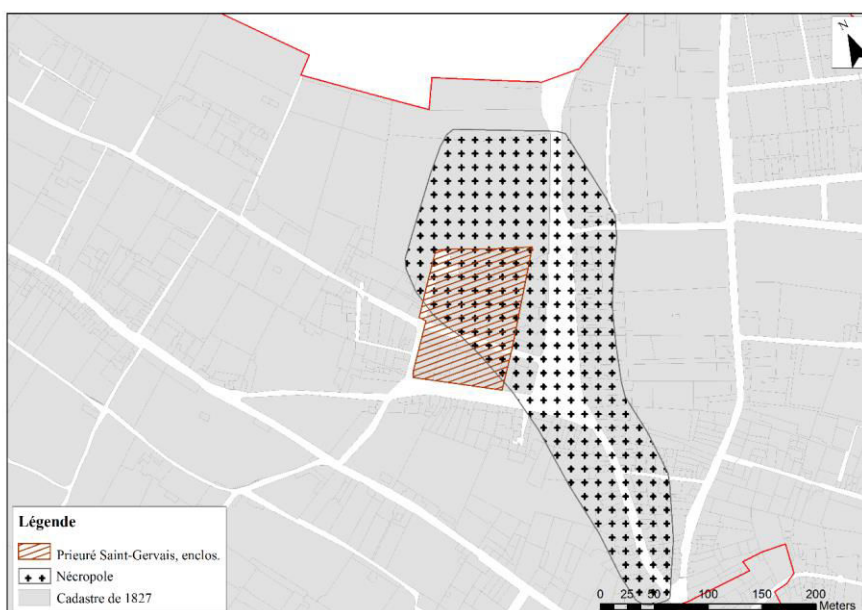 N
Légende
Prieuré Saint-Gervais, enclos.
Nécropole
Cadastre de 1827
0 25 50 100 150 200
Meters